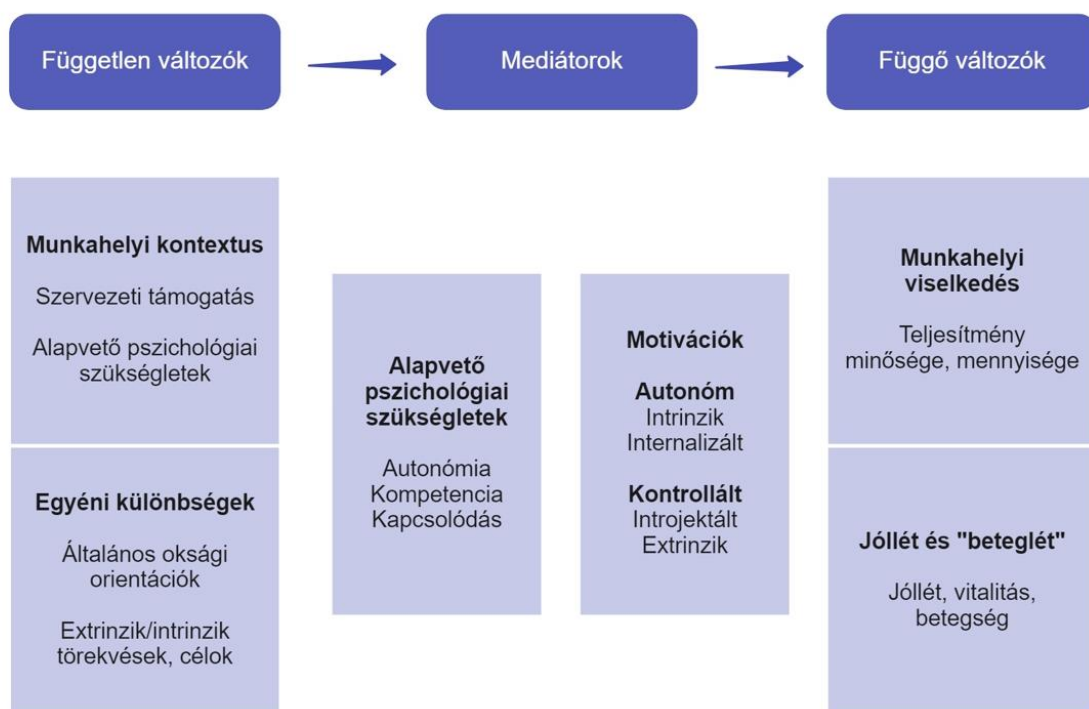 Független változók
Mediátorok
Függő változók
Munkahelyi kontextus
Szervezeti támogatás
Alapvető pszichológiai
szükségletek
Egyéni különbségek
Általános oksági
orientációk
Extrinzik/intrinzik
törekvések, célok
Alapvető
pszichológiai
szükségletek
Autonómia
Kompetencia
Kapcsolódás
Motivációk
Autonóm
Intrinzik
Internalizált
Kontrollált
Introjektált
Extrinzik
Munkahelyi
viselkedés
Teljesítmény
minősége, mennyisége
Jóllét és "beteglét"
Jóllét, vitalitás,
betegség